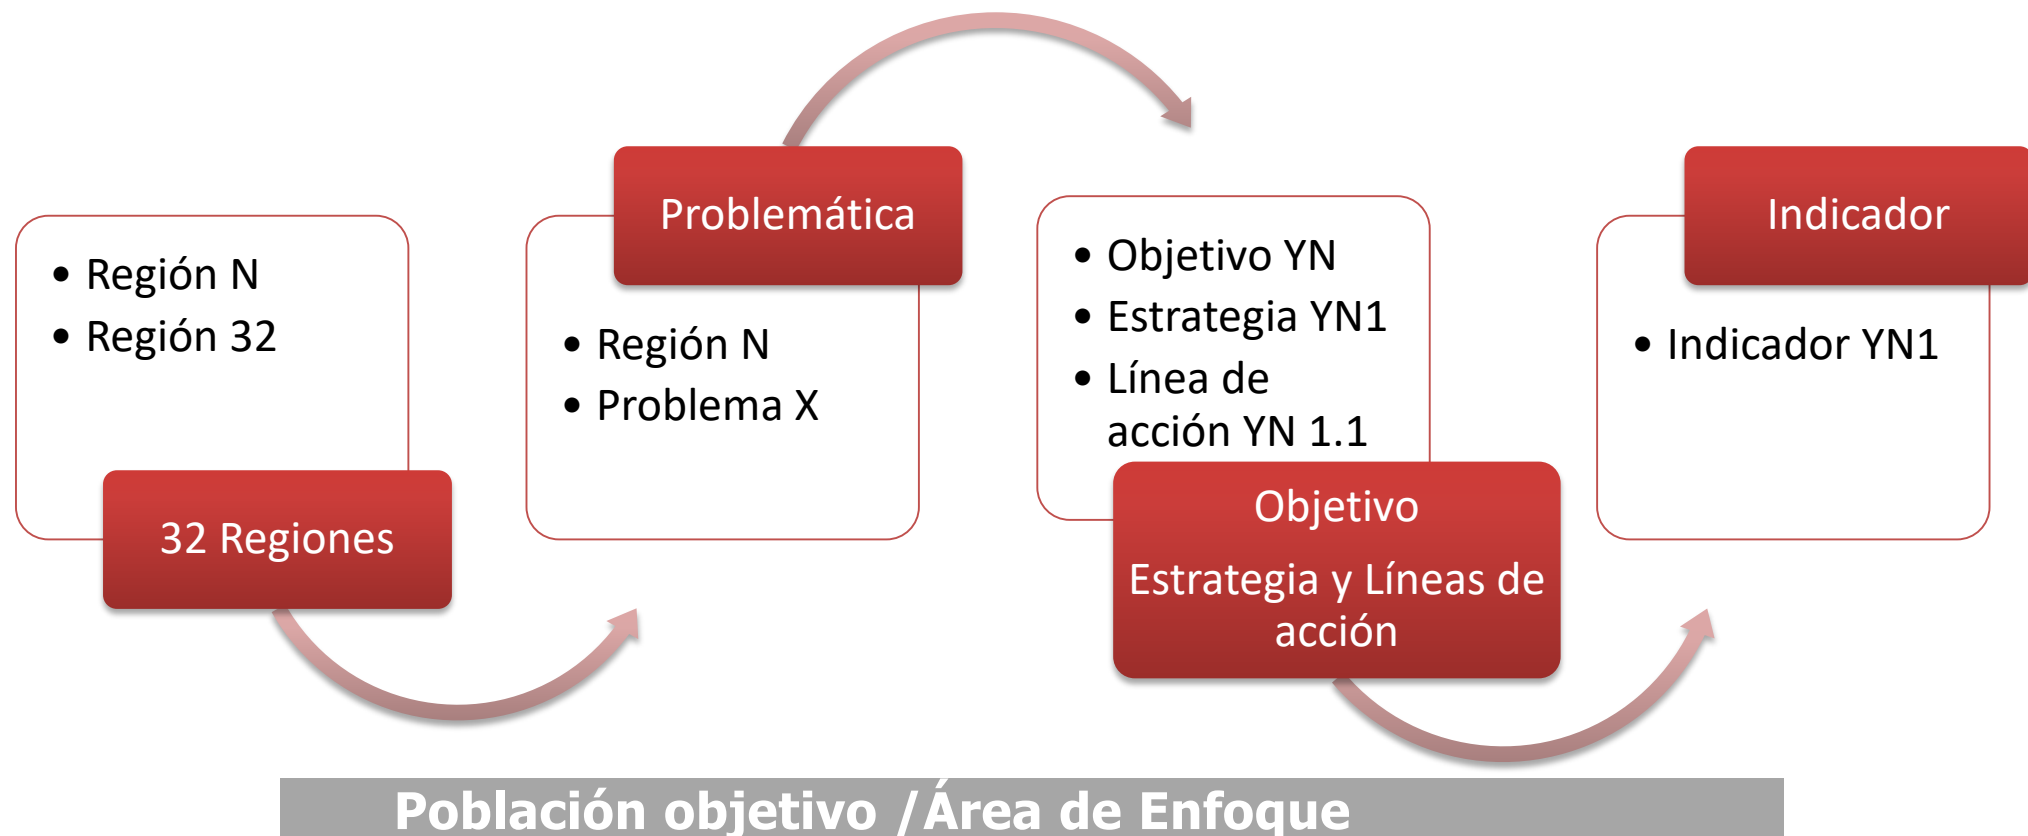 • Región N
• Región 32
32 Regiones
Problemática
• Región N
• Problema X
• Objetivo YN
• Estrategia YN1
• Línea de
acción YN 1.1
Objetivo
Estrategia y Líneas de
acción
Indicador
• Indicador YN1
Población objetivo /Área de Enfoque